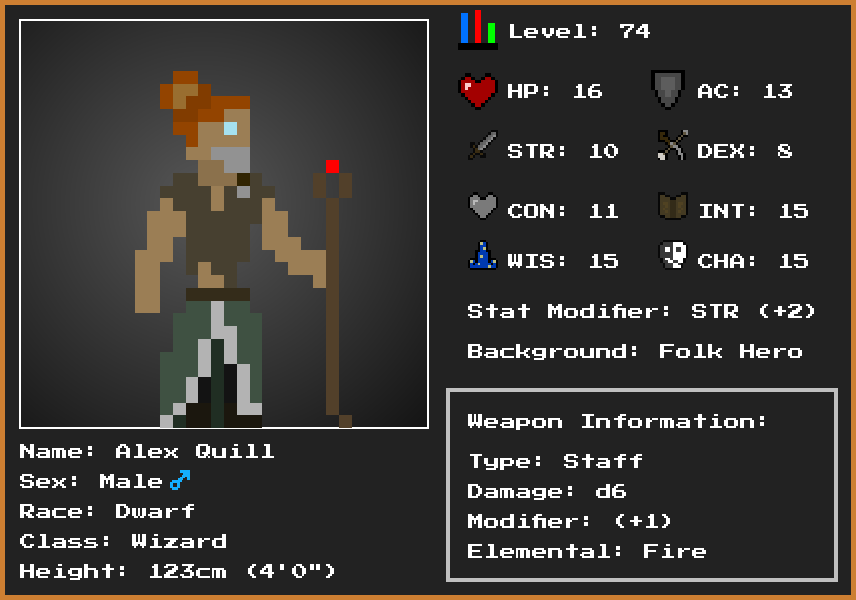 Level: 74
HP: 16
AC: 13
STR: 10
DEX: 8
CON: 11
INT: 15
WIS: 15
CHA: 15
Stat Modifier: STR (+2)
Background: Folk Hero
Weapon Information:
Type: Staff
Damage: d6
Modifier: (+1)
Elemental: Fire
Name: Alex Quill
Sex: Male♂
Race: Dwarf
Class: Wizard
Height: 123cm (4'0")